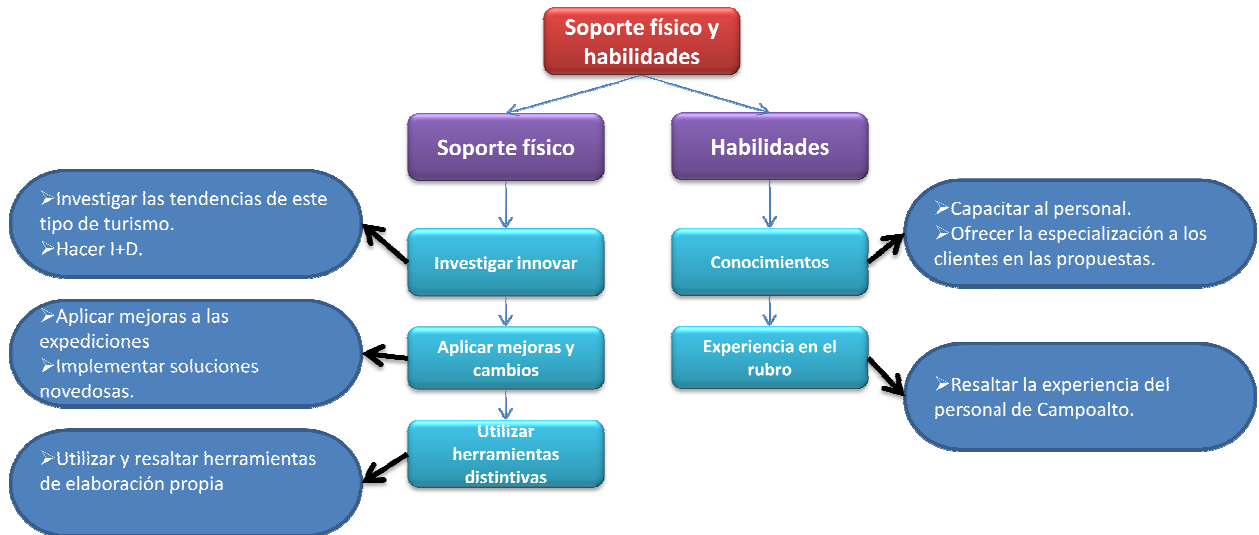 Soporte físico y
habilidades
Soporte físico
Habilidades
➢Investigar las tendencias de este
tipo de turismo.
➢Hacer I+D.
Investigar innovar
Conocimientos
➢Capacitar al personal.
➢Ofrecer la especialización a los
clientes en las propuestas.
➢Aplicar mejoras a las
expediciones
➢Implementar soluciones
novedosas.
Aplicar mejoras y
cambios
Experiencia en el
rubro
➢Resaltar la experiencia del
personal de Campoalto.
➢Utilizar y resaltar herramientas
de elaboración propia
Utilizar
herramientas
distintivas